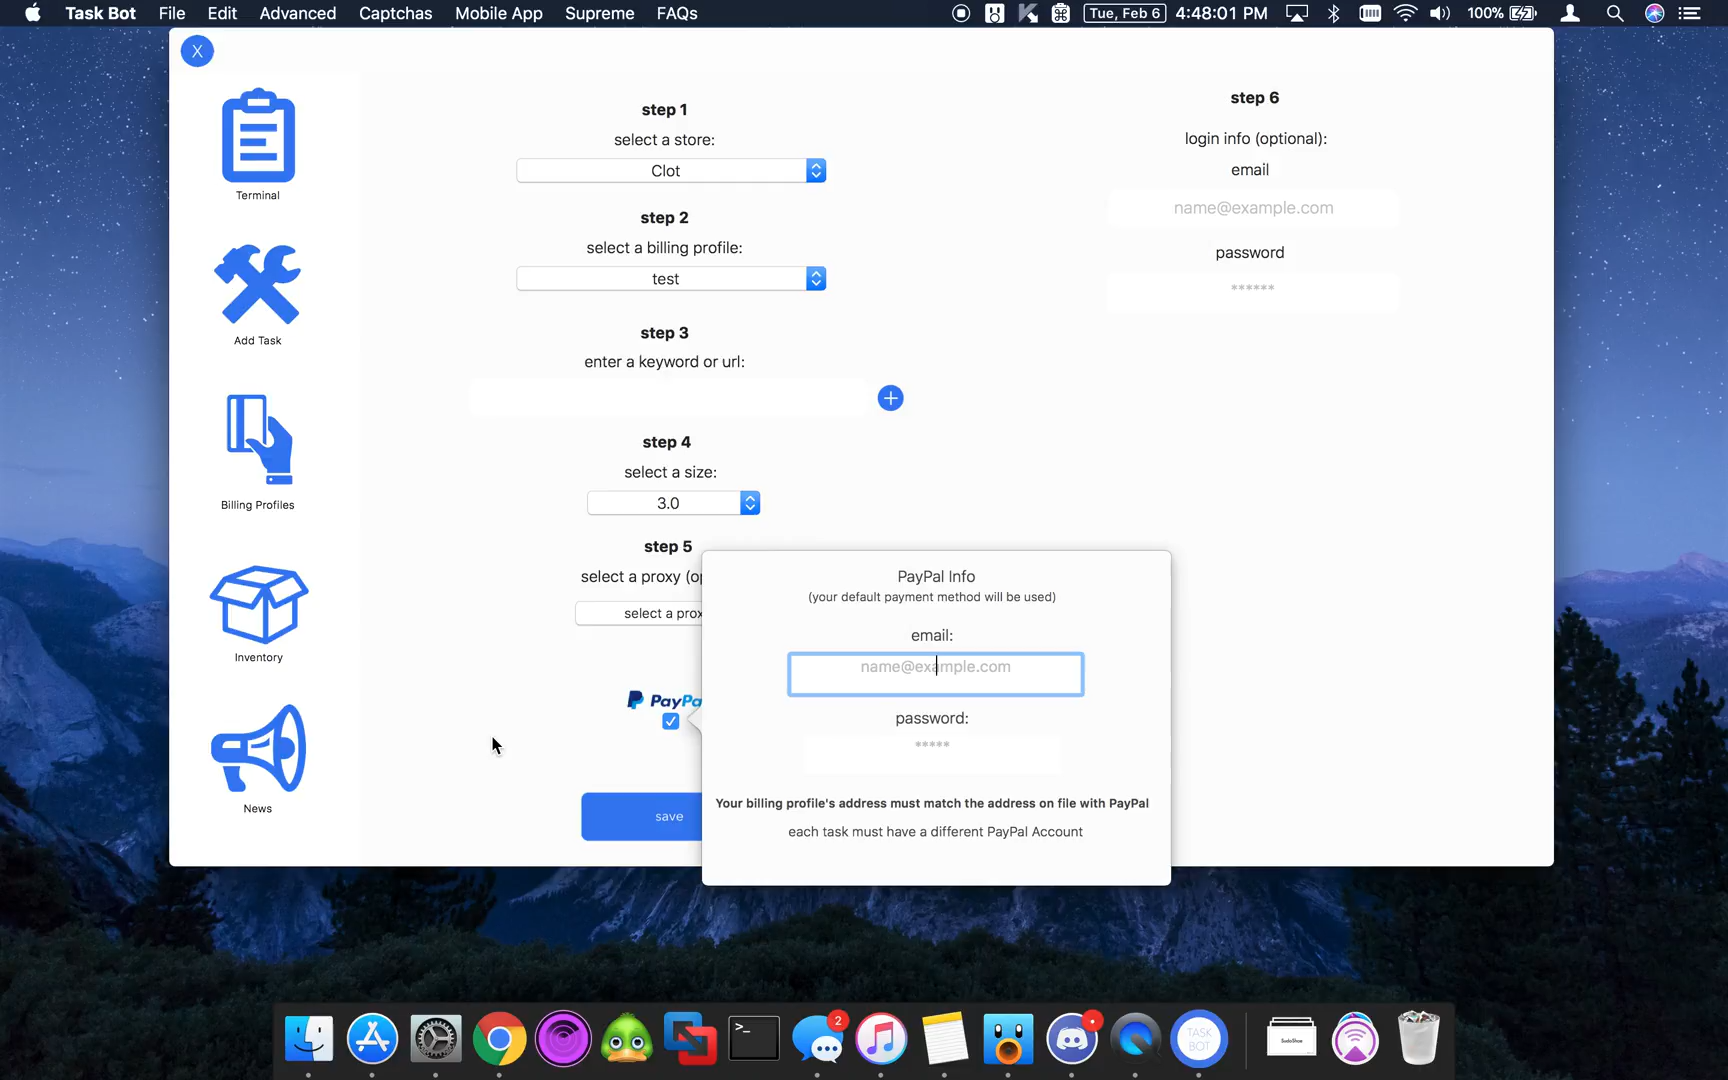 Task Bot File Edit Advanced Captchas Mobile App Supreme FAQs
Tue, Feb 6 4:48:01 PM 100%
X
Terminal
Add Task
Billing Profiles
Inventory
News
step 1
select a store:
Clot
step 2
select a billing profile:
test
step 3
enter a keyword or url:
step 4
select a size:
3.0
step 5
select a proxy (op
select a prox
PayPa
save
step 6
login info (optional):
email
name@example.com
password
******
PayPal Info
(your default payment method will be used)
email:
name@example.com
password:
*****
Your billing profile's address must match the address on file with PayPal
each task must have a different PayPal Account
>_
2
TASK
BOT
SudoShoe